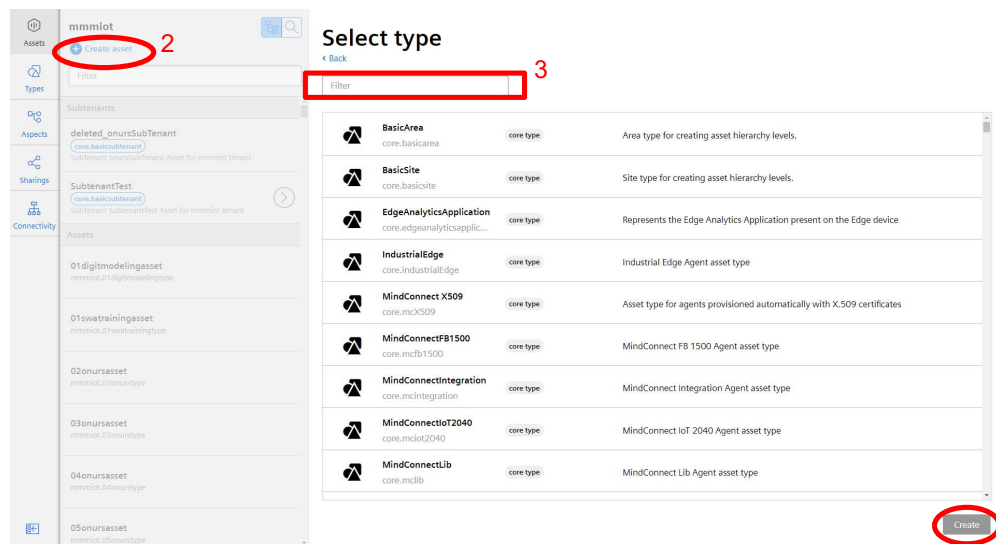 Assets
Types
Aspects
Sharings
Connectivity
mmmiot
Create asset
2
Filter
Subtenants
deleted_onursSubTenant
core.basicsubtenant
SubTenant onursSubTenant Asset for mmmiot tenant
SubtenantTest
core.basicsubtenant
SubTenant SubtenantTest Asset for mmmiot tenant
Assets
01digitmodelingasset
mmmiot.01digitmodelingtype
01swatrainingasset
mmmiot.01swatrainingtype
02onursasset
mmmiot.02onurstype
03onursasset
mmmiot.03onurstype
04onursasset
mmmiot.04onurstype
05onursasset
mmmiot.05onurstype
Select type
Back
3
Filter
BasicArea
core.basicarea
core type
Area type for creating asset hierarchy levels.
BasicSite
core.basicsite
core type
Site type for creating asset hierarchy levels.
EdgeAnalyticsApplication
core.edgeanalyticsapplic...
core type
Represents the Edge Analytics Application present on the Edge device
IndustrialEdge
core.industrialEdge
core type
Industrial Edge Agent asset type
MindConnect X509
core.mcX509
core type
Asset type for agents provisioned automatically with X.509 certificates
MindConnectFB1500
core.mcfb1500
core type
MindConnect FB 1500 Agent asset type
MindConnectIntegration
core.mcintegration
core type
MindConnect Integration Agent asset type
MindConnectIoT2040
core.mciot2040
core type
MindConnect IoT 2040 Agent asset type
MindConnectLib
core.mclib
core type
MindConnect Lib Agent asset type
Create